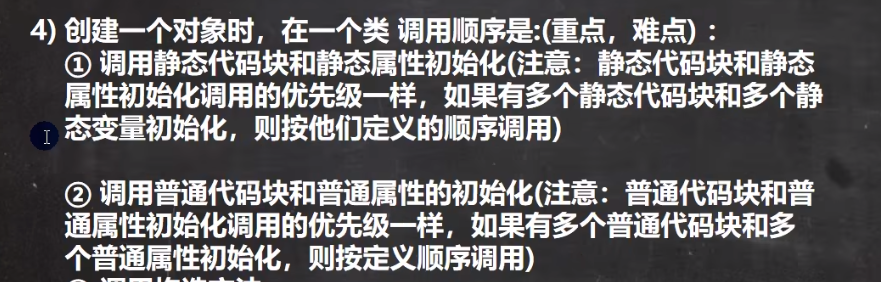 4) 创建一个对象时，在一个类 调用顺序是:(重点，难点) ：
① 调用静态代码块和静态属性初始化(注意：静态代码块和静态
属性初始化调用的优先级一样，如果有多个静态代码块和多个静
态变量初始化，则按他们定义的顺序调用)
② 调用普通代码块和普通属性的初始化(注意：普通代码块和普
通属性初始化调用的优先级一样，如果有多个普通代码块和多
个普通属性初始化，则按定义顺序调用)